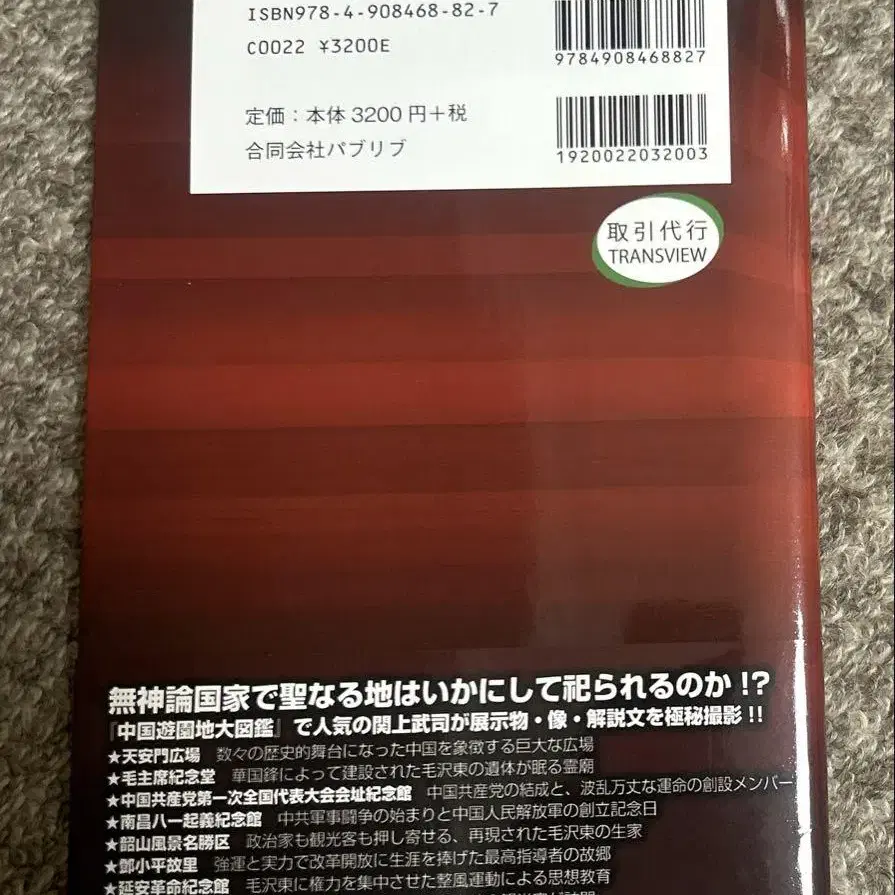 ISBN978-4-908468-82-7
C0022 ¥3200E
9784908468827
定価：本体3200円＋税
合同会社パブリブ
1920022032003
取引代行
TRANSVIEW
無神論国家で聖なる地はいかにして祀られるのか!?
『中国遊園地大図鑑』で人気の関上武司が展示物・像・解説文を極秘撮影!!
★天安門広場　数々の歴史的舞台になった中国を象徴する巨大な広場
★毛主席紀念堂　華国鋒によって建設された毛沢東の遺体が眠る霊廟
★中国共産党第一次全国代表大会会址紀念館　中国共産党の結成と、波乱万丈な運命の創設メンバー
★南昌八一起義紀念館　中共軍事闘争の始まりと中国人民解放軍の創立記念日
★韶山風景名勝区　政治家も観光客も押し寄せる、再現された毛沢東の生家
★鄧小平故里　強運と実力で改革開放に生涯を捧げた最高指導者の故郷
★延安革命紀念館　毛沢東に権力を集中させた整風運動による思想教育